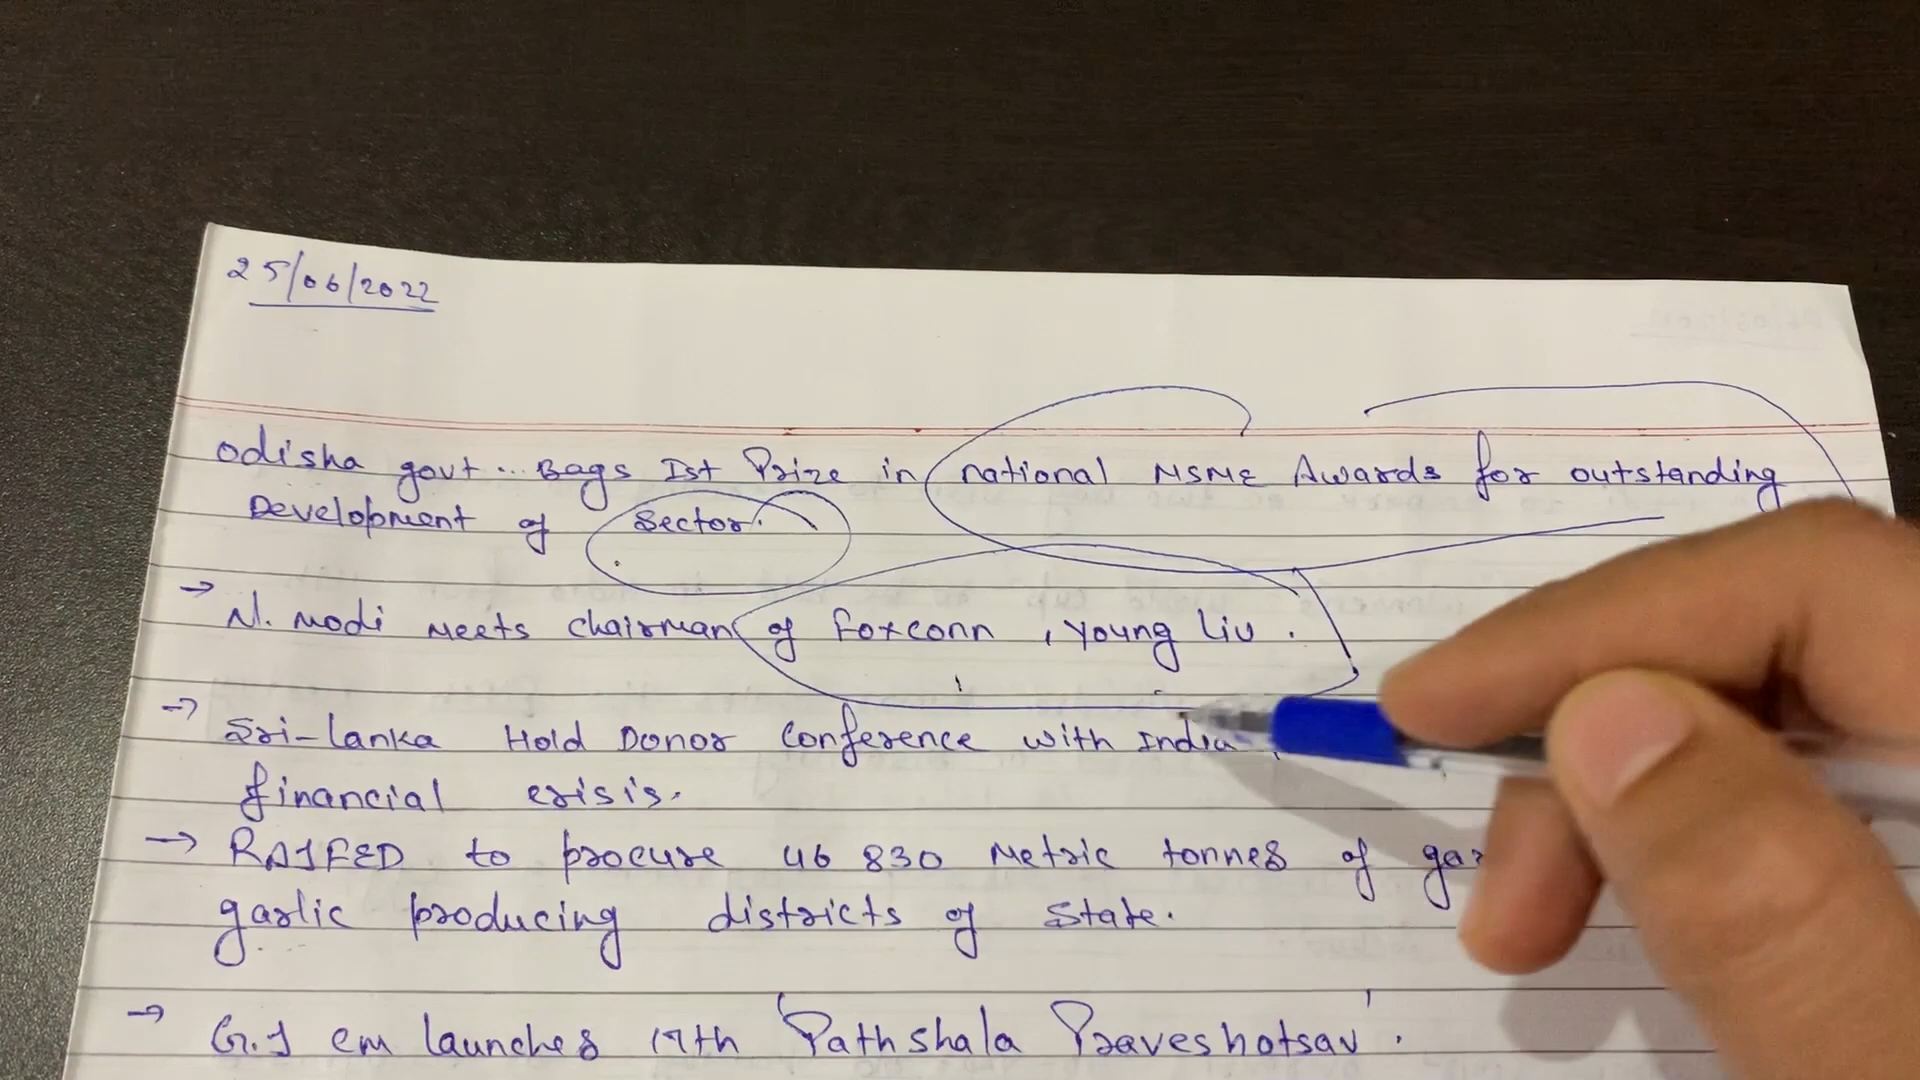 25/06/2022
Odisha govt.. Bags Ist Prize in national MSME Awards for outstanding
Development of Sector.
→ N. Modi meets chairman of Foxconn, Young Liu.
→ Sri-lanka Hold Donor Conference with India
financial crisis.
→ RAJFED to procure 46 830 Metric tonnes of
garlic producing districts of State.
→ G.J cm launches 17th 'Pathshala Praveshotsav'.